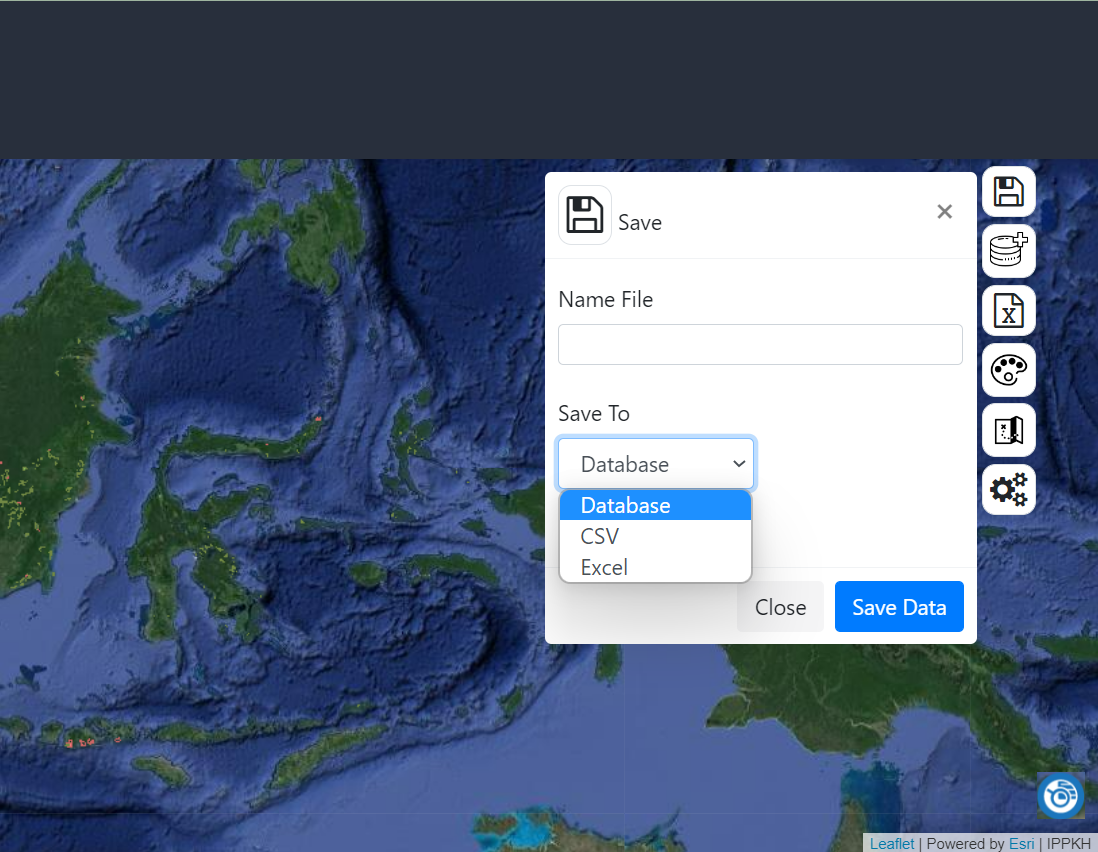 Save
×
Name File
Save To
Database
Database
CSV
Excel
Close
Save Data
X
Leaflet | Powered by Esri | IPPKH